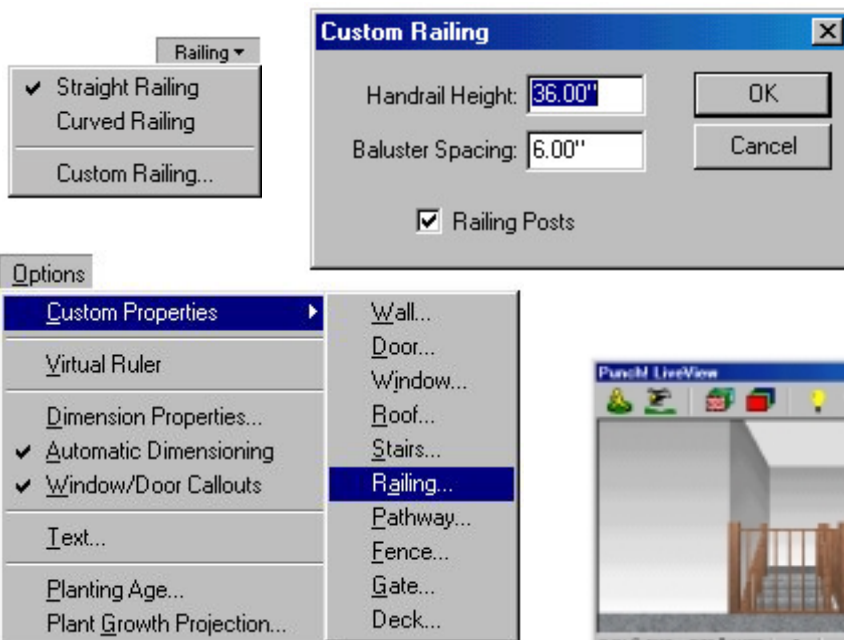 Railing
Straight Railing
Curved Railing
Custom Railing...
Custom Railing
Handrail Height: 36.00"
OK
Baluster Spacing: 6.00"
Cancel
Railing Posts
Options
Custom Properties
Virtual Ruler
Dimension Properties...
Automatic Dimensioning
Window/Door Callouts
Text...
Planting Age...
Plant Growth Projection...
Wall...
Door...
Window...
Roof...
Stairs...
Railing...
Pathway...
Fence...
Gate...
Deck...
Punch! LiveView